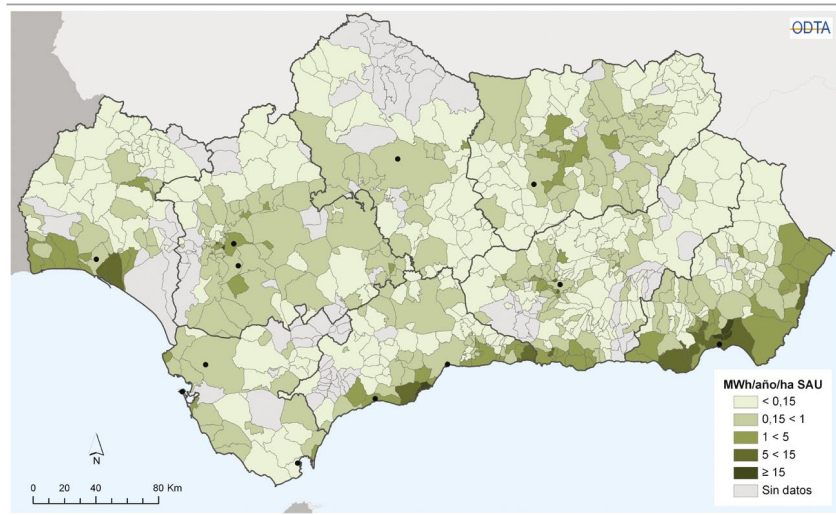 ODTA
MWh/año/ha SAU
< 0,15
0,15 < 1
1 < 5
5 < 15
≥ 15
Sin datos
N
0 20 40 80 Km